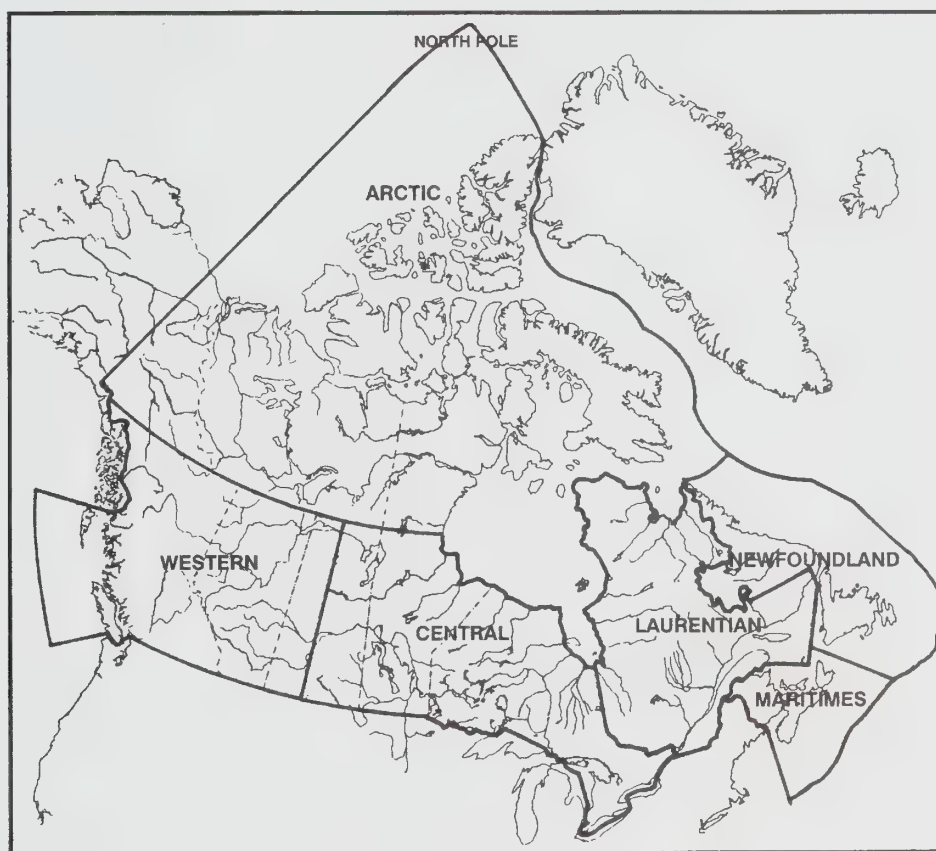 NORTH POLE
ARCTIC
WESTERN
NEWFOUNDLAND
CENTRAL
LAURENTIAN
MARITIMES